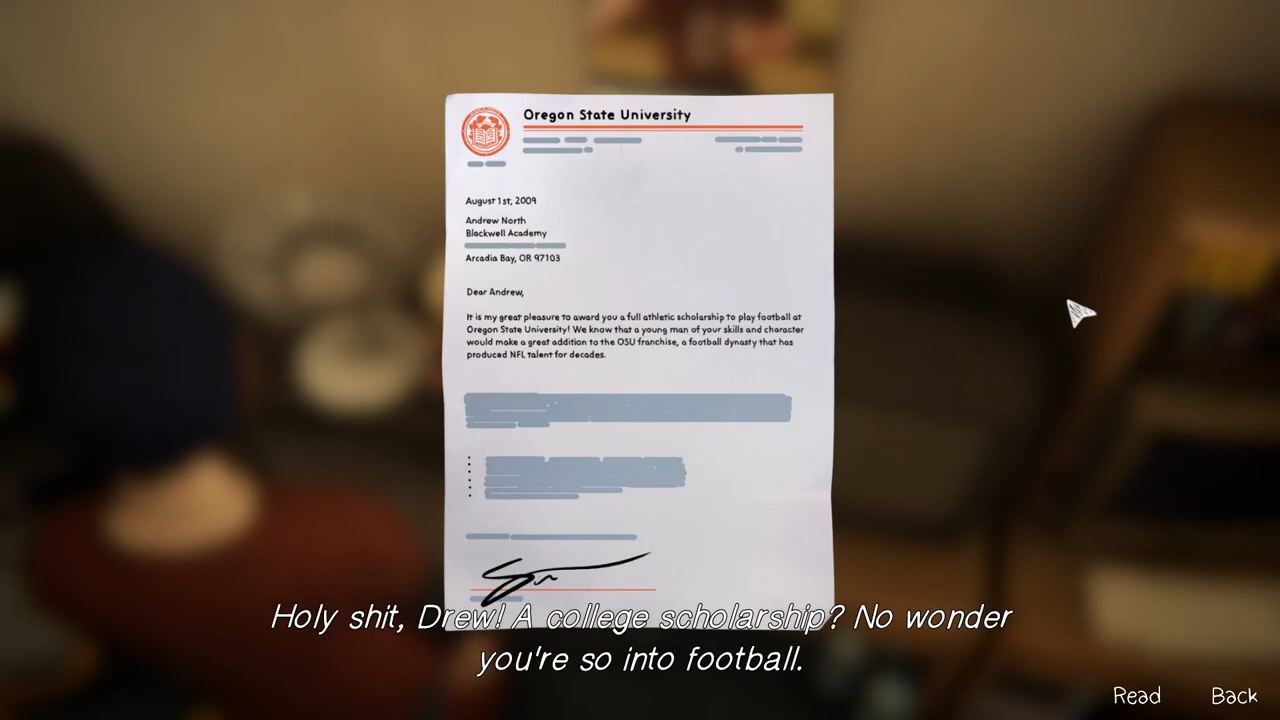 Oregon State University
August 1st, 2009
Andrew North
Blackwell Academy
Arcadia Bay, OR 97103
Dear Andrew,
It is my great pleasure to award you a full athletic scholarship to play football at
Oregon State University! We know that a young man of your skills and character
would make a great addition to the OSU franchise, a football dynasty that has
produced NFL talent for decades.
Holy shit, Drew! A college scholarship? No wonder
you're so into football.
Read
Back